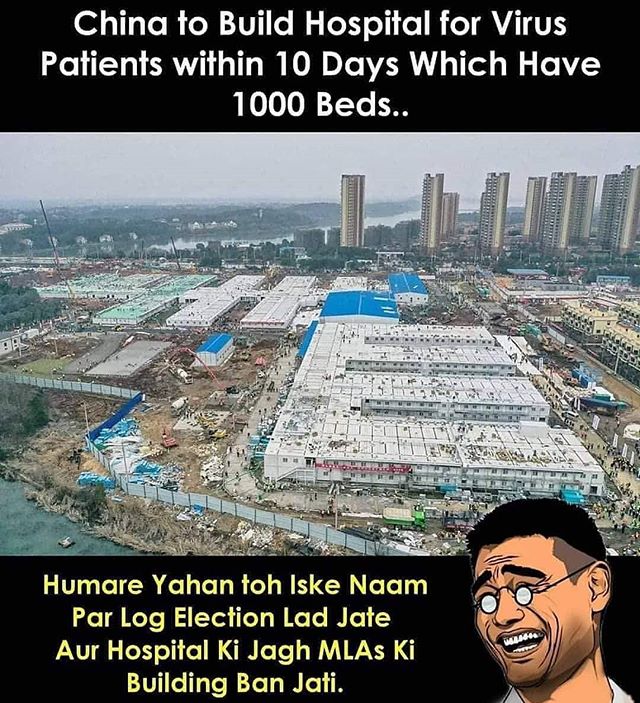 China to Build Hospital for Virus
Patients within 10 Days Which Have
1000 Beds..
Humare Yahan toh Iske Naam
Par Log Election Lad Jate
Aur Hospital Ki Jagh MLAs Ki
Building Ban Jati.